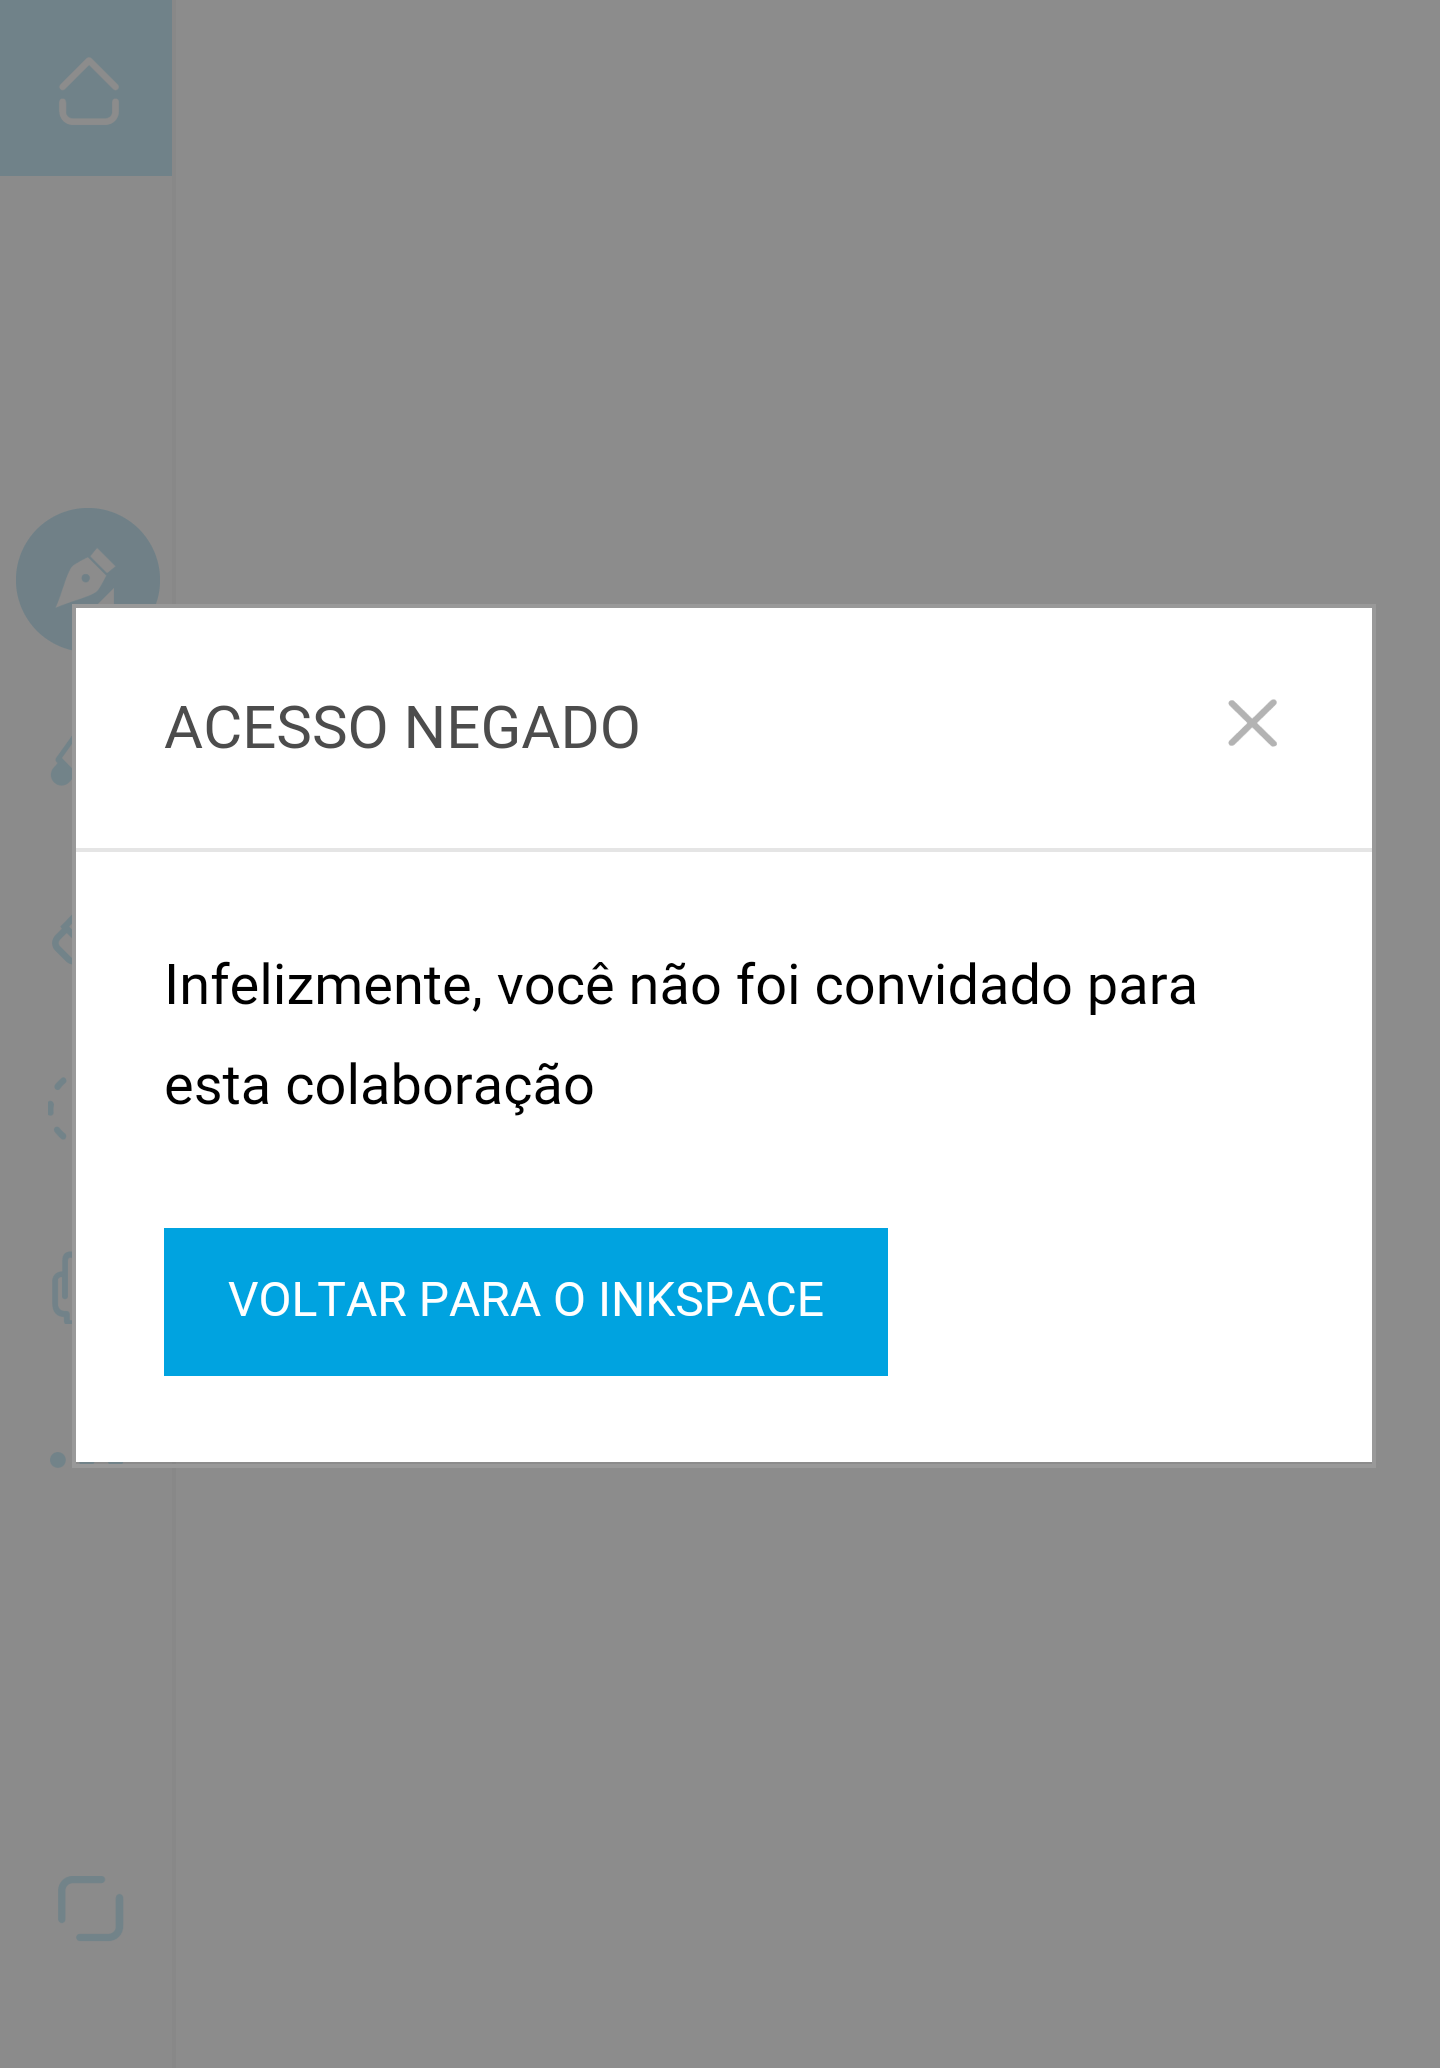 ACESSO NEGADO
Infelizmente, você não foi convidado para
esta colaboração
VOLTAR PARA O INKSPACE